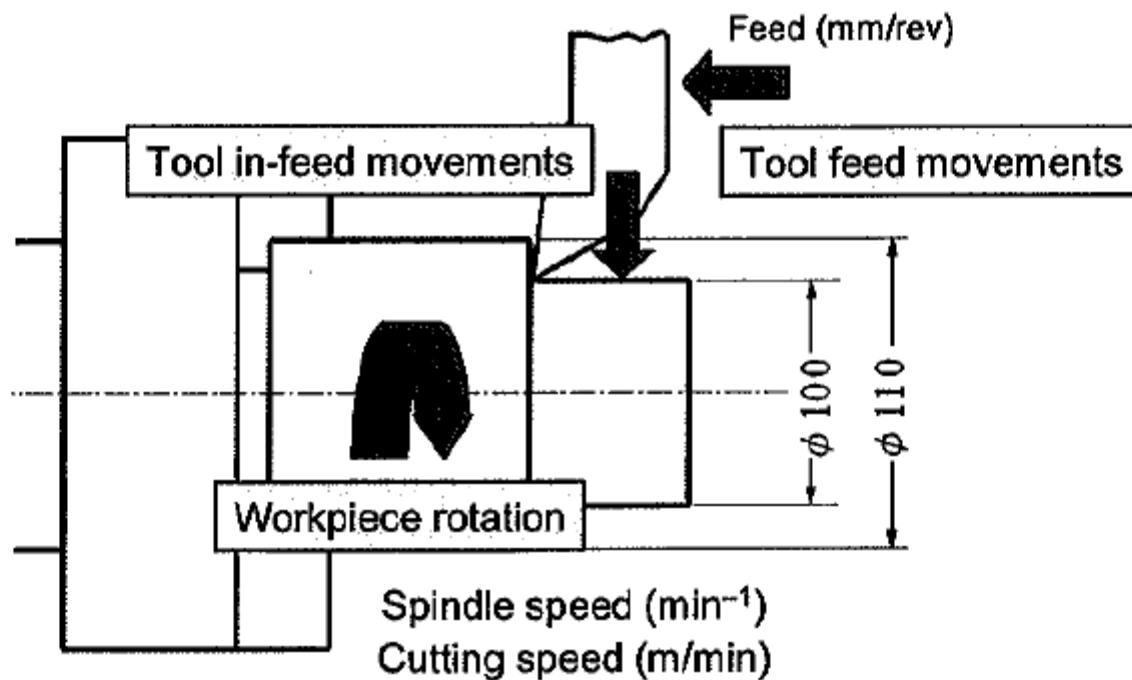 Feed (mm/rev)
Tool in-feed movements
Tool feed movements
ϕ 100
ϕ 110
Workpiece rotation
Spindle speed (min⁻¹)
Cutting speed (m/min)